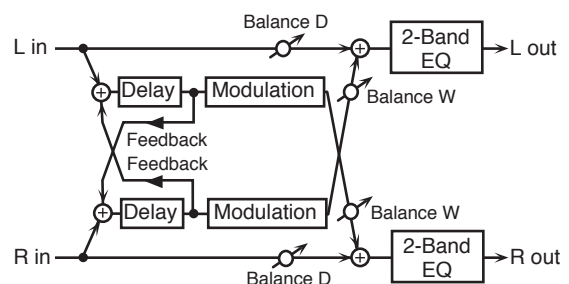 Balance D
L in
2-Band
EQ
L out
Delay
Modulation
Balance W
Feedback
Feedback
Delay
Modulation
Balance W
R in
2-Band
EQ
R out
Balance D